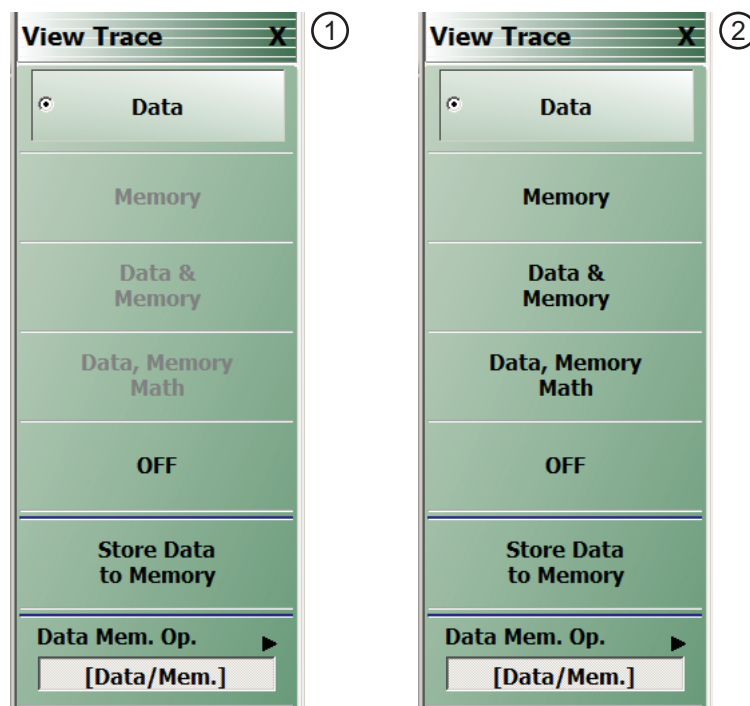 View Trace X
1
Data
Memory
Data &
Memory
Data, Memory
Math
OFF
Store Data
to Memory
Data Mem. Op.
[Data/Mem.]
View Trace X
2
Data
Memory
Data &
Memory
Data, Memory
Math
OFF
Store Data
to Memory
Data Mem. Op.
[Data/Mem.]